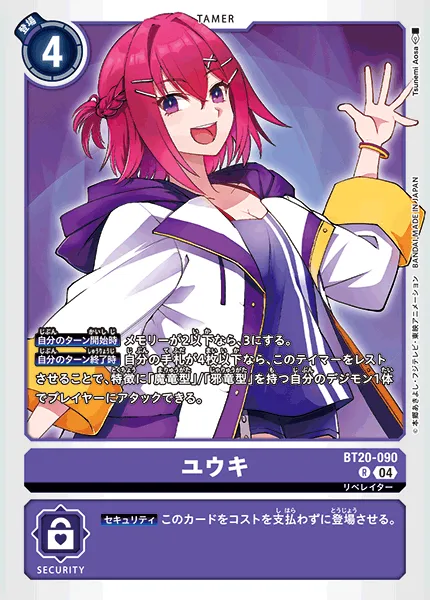 TAMER
登場
4
Tsunemi Aosa
©本郷あきよし・フジテレビ・東映アニメーション BANDAI MADE IN JAPAN
自分のターン開始時 メモリーが2以下なら、3にする。
自分のターン終了時 自分の手札が4枚以下なら、このテイマーをレスト
させることで、特徴に「魔竜型」/「邪竜型」を持つ自分のデジモン1体
でプレイヤーにアタックできる。
ユウキ
BT20-090
R 04
リベレイター
セキュリティ このカードをコストを支払わずに登場させる。
SECURITY